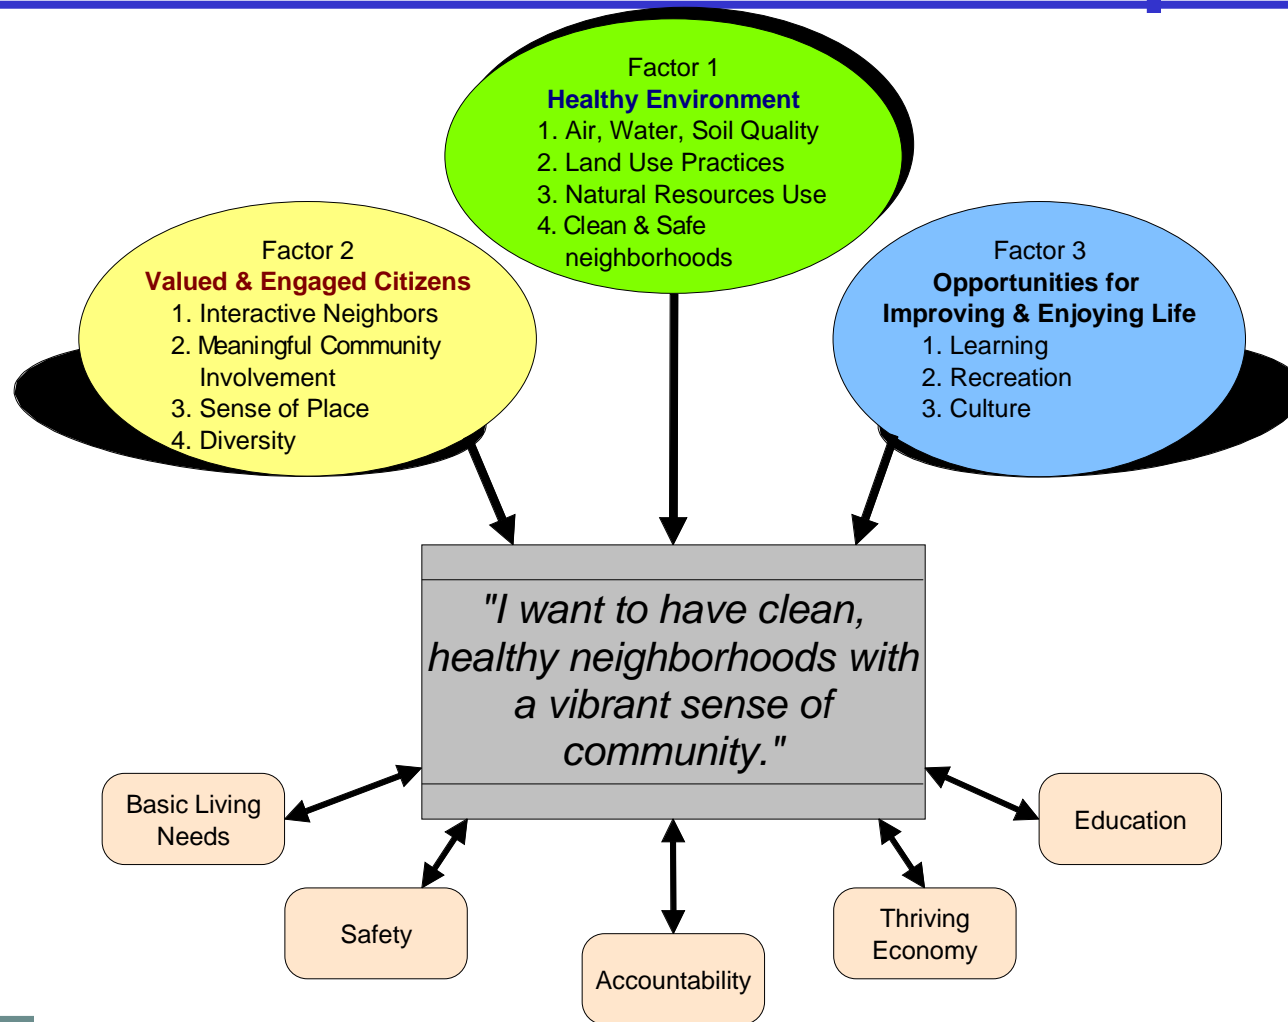 Factor 1
Healthy Environment
1. Air, Water, Soil Quality
2. Land Use Practices
3. Natural Resources Use
4. Clean & Safe
neighborhoods
Factor 2
Valued & Engaged Citizens
1. Interactive Neighbors
2. Meaningful Community
Involvement
3. Sense of Place
4. Diversity
Factor 3
Opportunities for
Improving & Enjoying Life
1. Learning
2. Recreation
3. Culture
"I want to have clean,
healthy neighborhoods with
a vibrant sense of
community."
Basic Living
Needs
Safety
Accountability
Thriving
Economy
Education